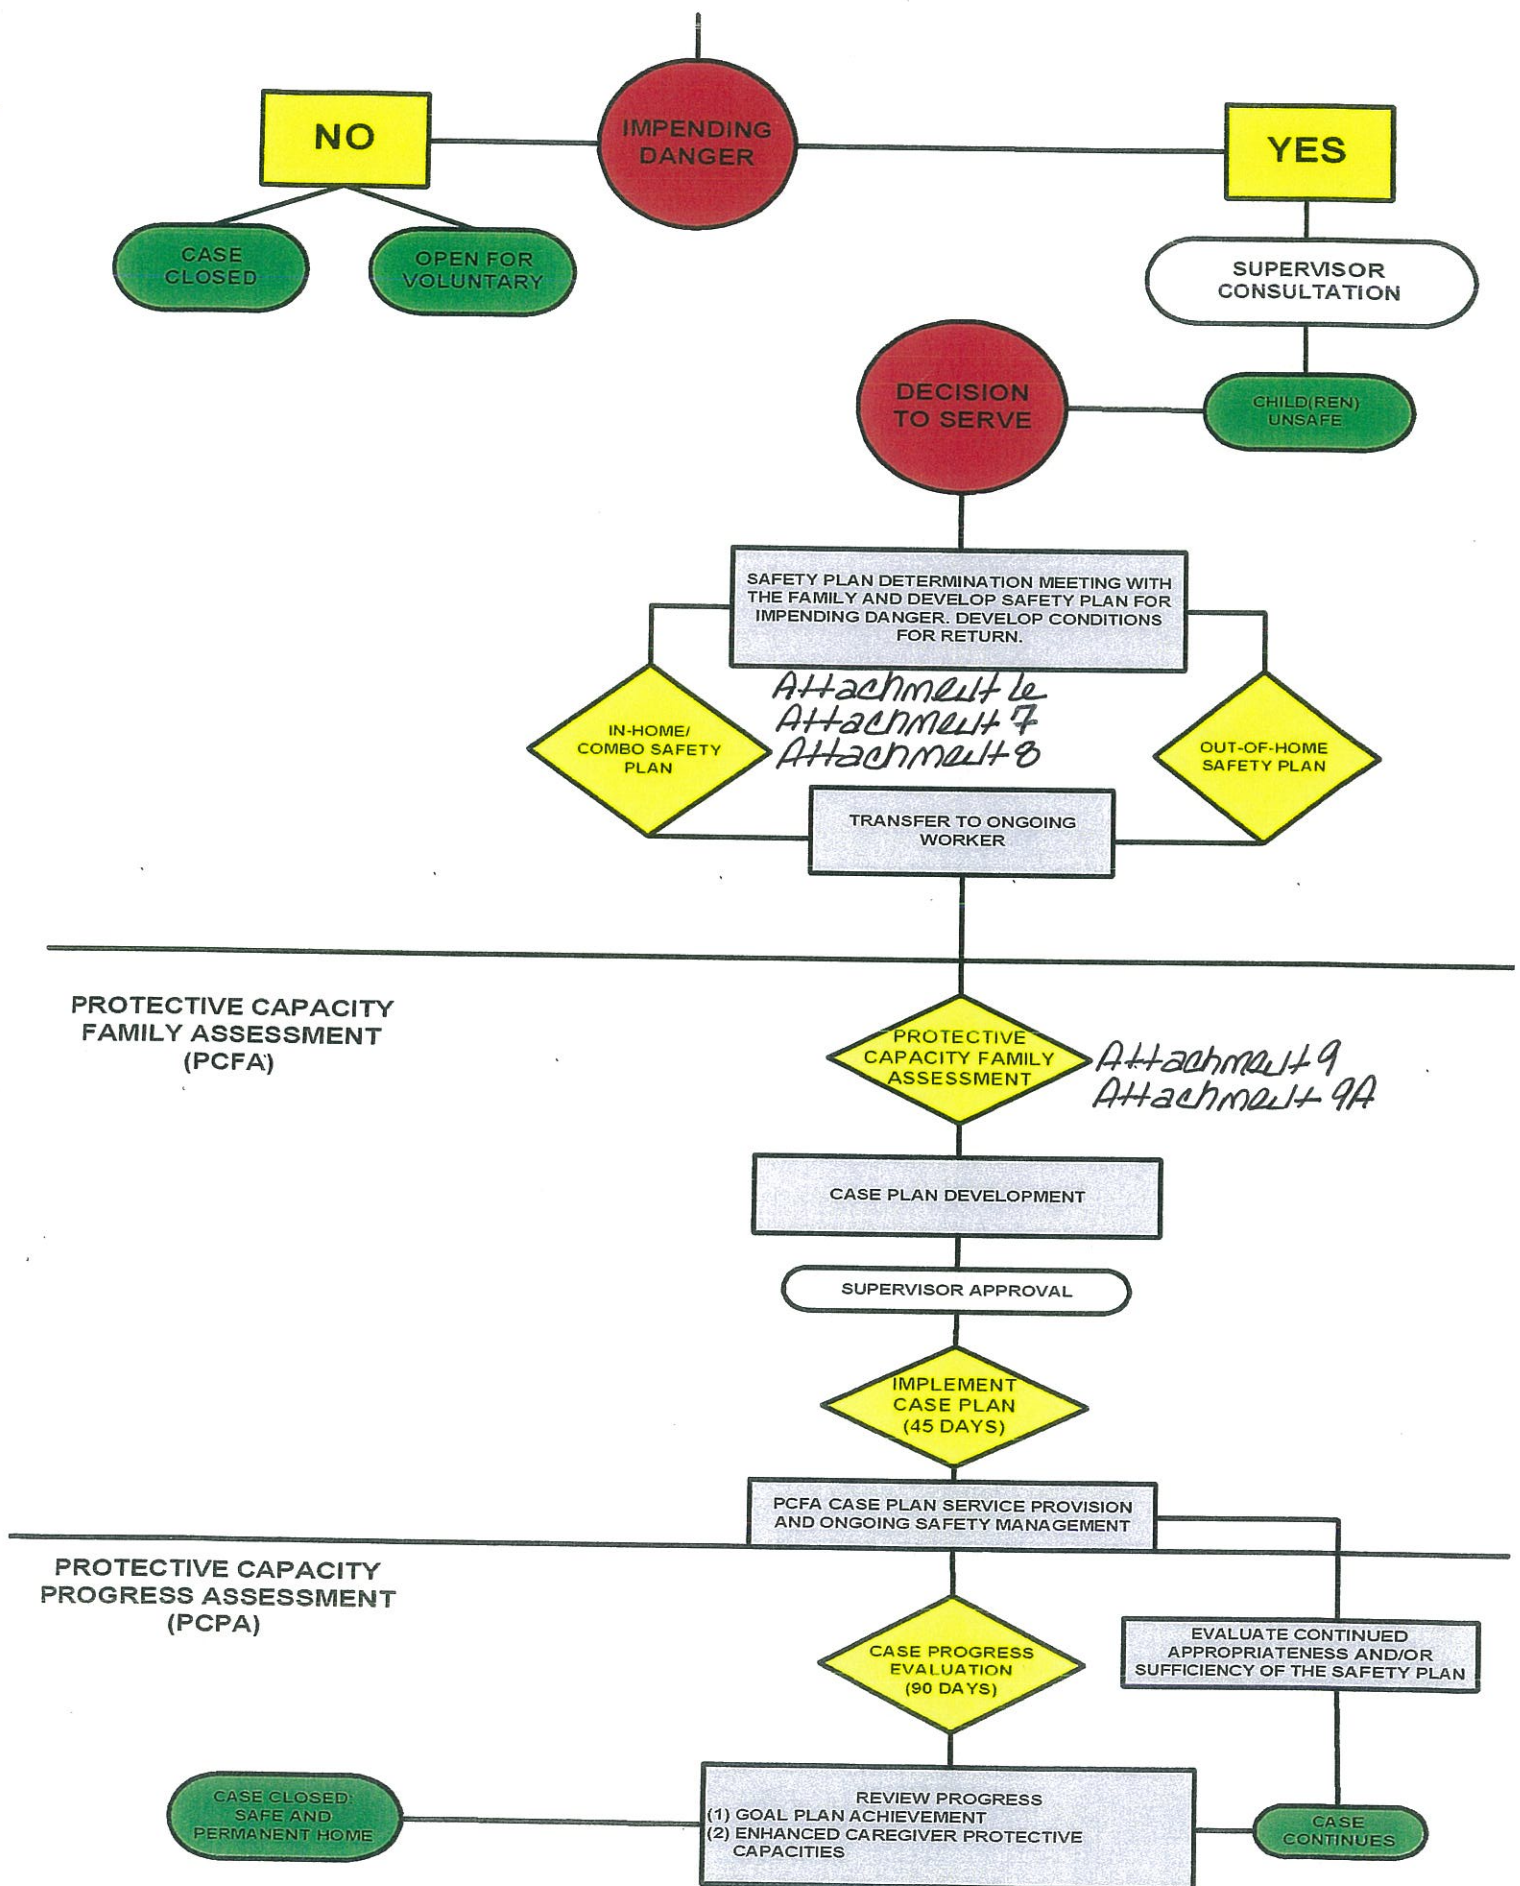 NO
IMPENDING
DANGER
YES
CASE
CLOSED
OPEN FOR
VOLUNTARY
SUPERVISOR
CONSULTATION
DECISION
TO SERVE
CHILD(REN)
UNSAFE
SAFETY PLAN DETERMINATION MEETING WITH
THE FAMILY AND DEVELOP SAFETY PLAN FOR
IMPENDING DANGER. DEVELOP CONDITIONS
FOR RETURN.
Attachment 6
Attachment 7
Attachment 8
IN-HOME/
COMBO SAFETY
PLAN
OUT-OF-HOME
SAFETY PLAN
TRANSFER TO ONGOING
WORKER
PROTECTIVE CAPACITY
FAMILY ASSESSMENT
(PCFA)
PROTECTIVE
CAPACITY FAMILY
ASSESSMENT
Attachment 9
Attachment 9A
CASE PLAN DEVELOPMENT
SUPERVISOR APPROVAL
IMPLEMENT
CASE PLAN
(45 DAYS)
PCFA CASE PLAN SERVICE PROVISION
AND ONGOING SAFETY MANAGEMENT
PROTECTIVE CAPACITY
PROGRESS ASSESSMENT
(PCPA)
CASE PROGRESS
EVALUATION
(90 DAYS)
EVALUATE CONTINUED
APPROPRIATENESS AND/OR
SUFFICIENCY OF THE SAFETY PLAN
CASE CLOSED:
SAFE AND
PERMANENT HOME
REVIEW PROGRESS
(1) GOAL PLAN ACHIEVEMENT
(2) ENHANCED CAREGIVER PROTECTIVE
CAPACITIES
CASE
CONTINUES